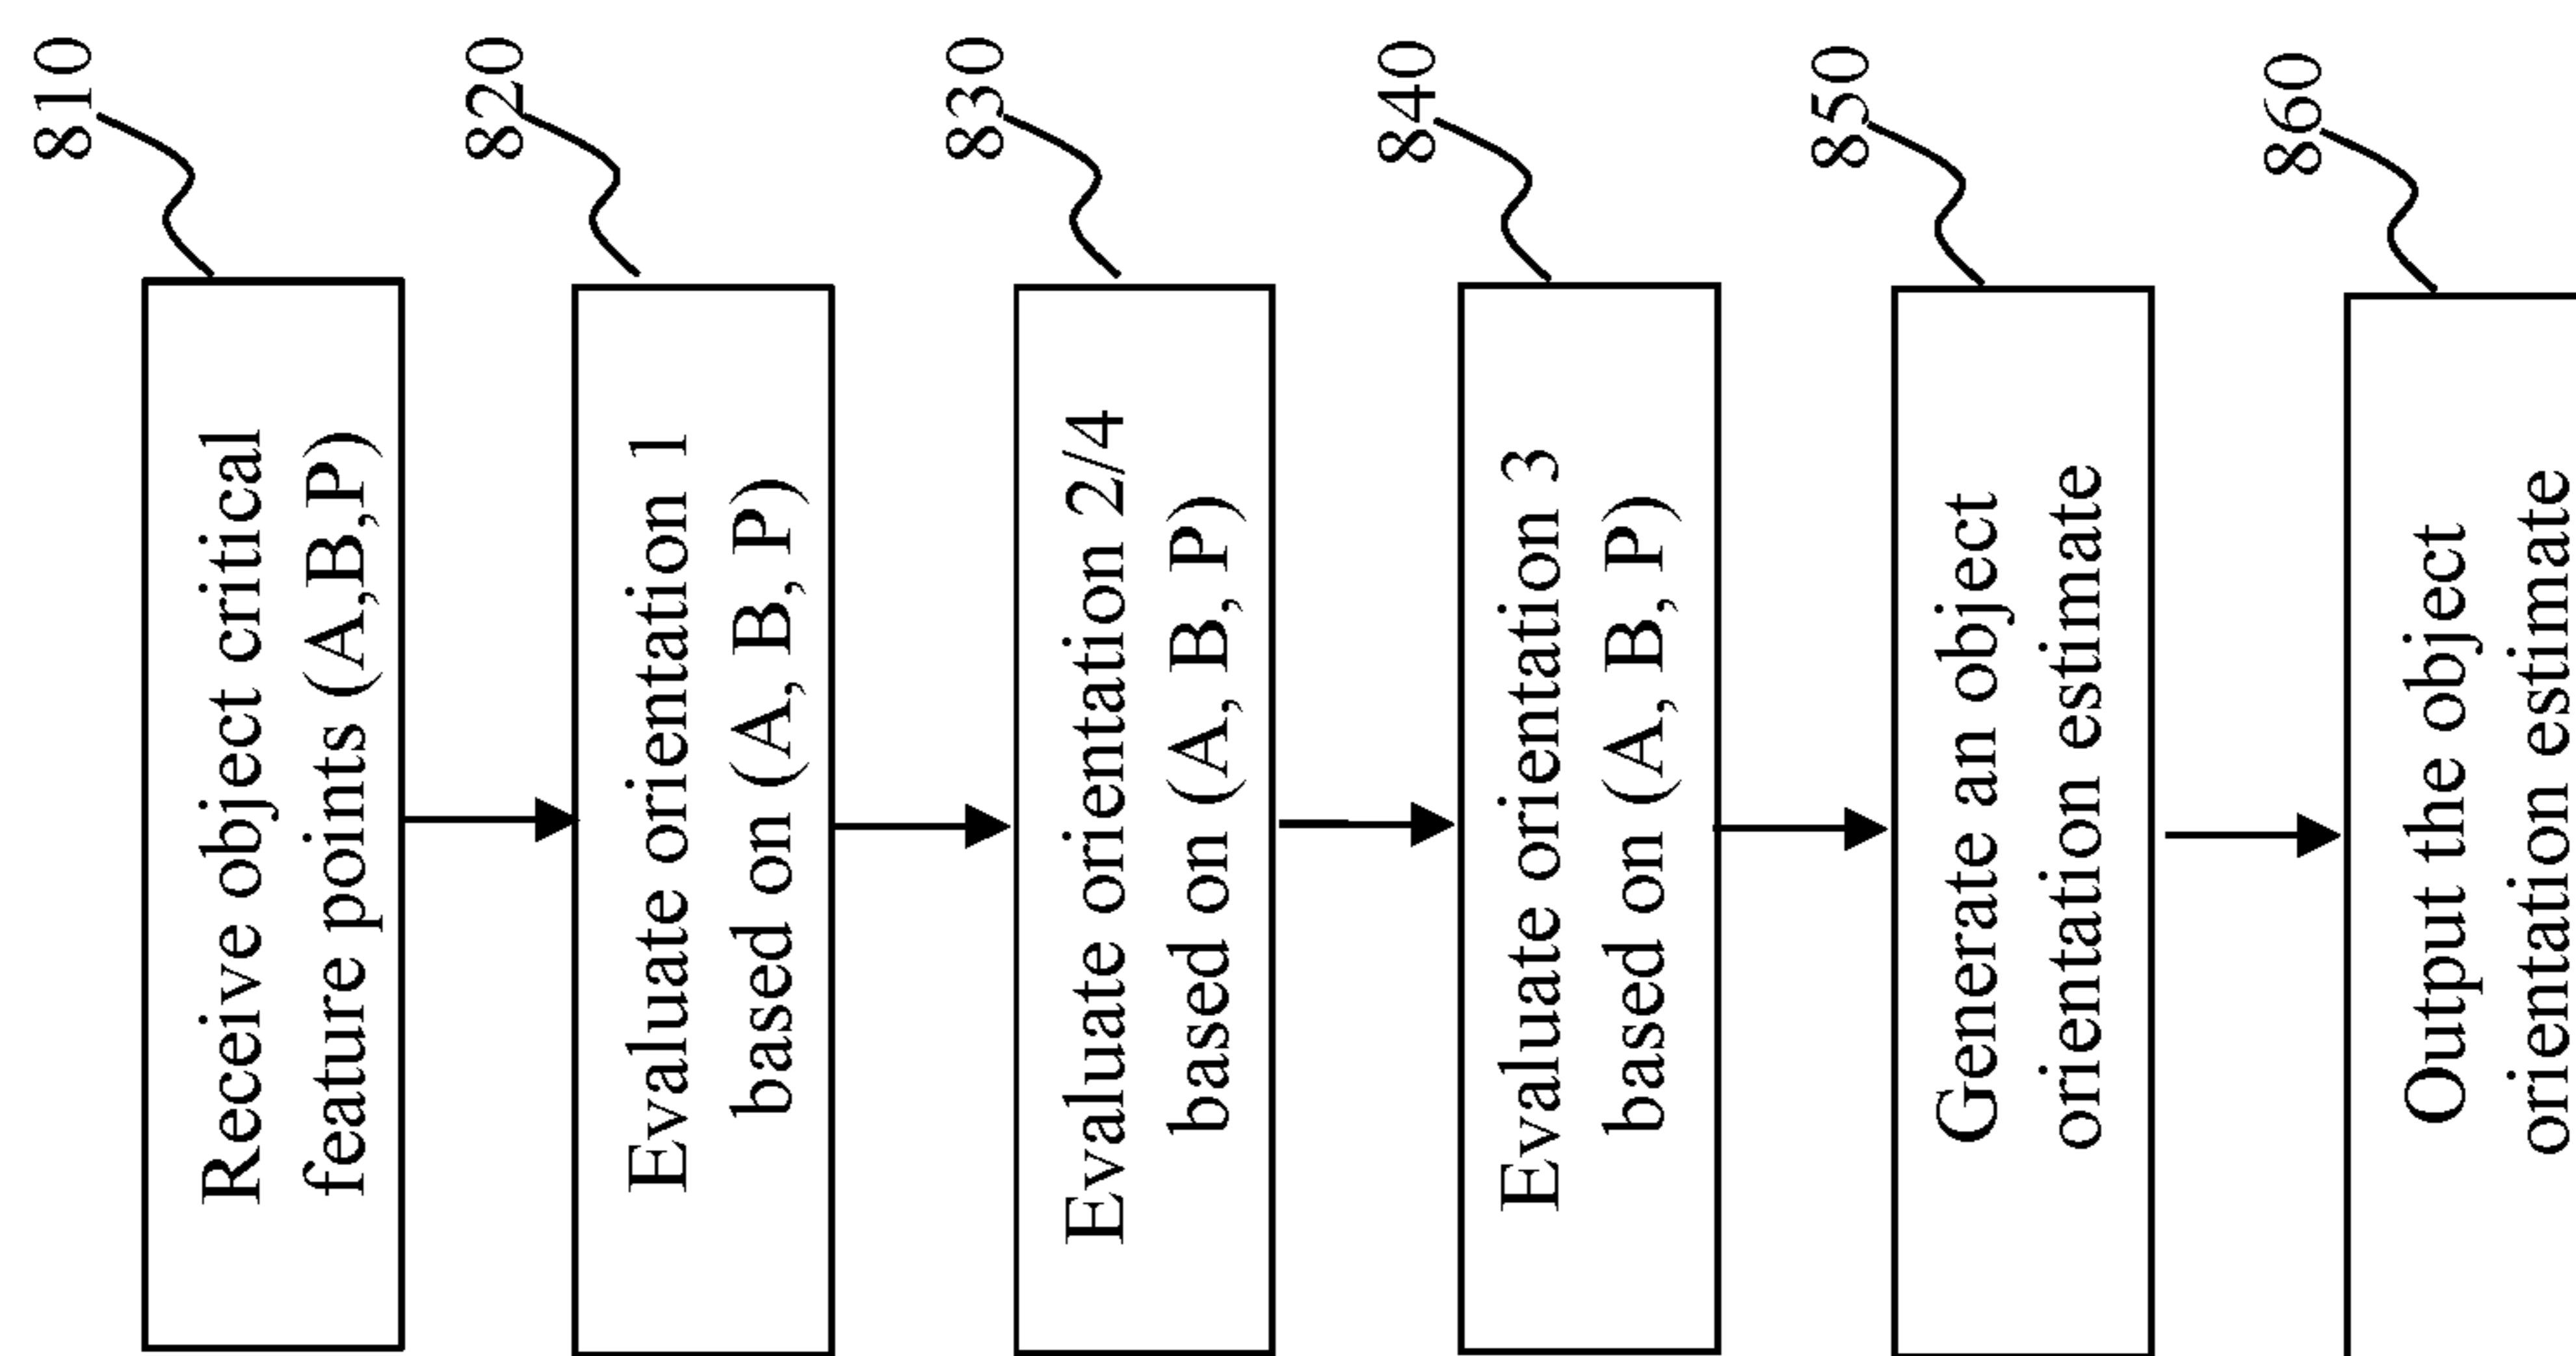 810
Receive object critical
feature points (A,B,P)
820
Evaluate orientation 1
based on (A, B, P)
830
Evaluate orientation 2/4
based on (A, B, P)
840
Evaluate orientation 3
based on (A, B, P)
850
Generate an object
orientation estimate
860
Output the object
orientation estimate